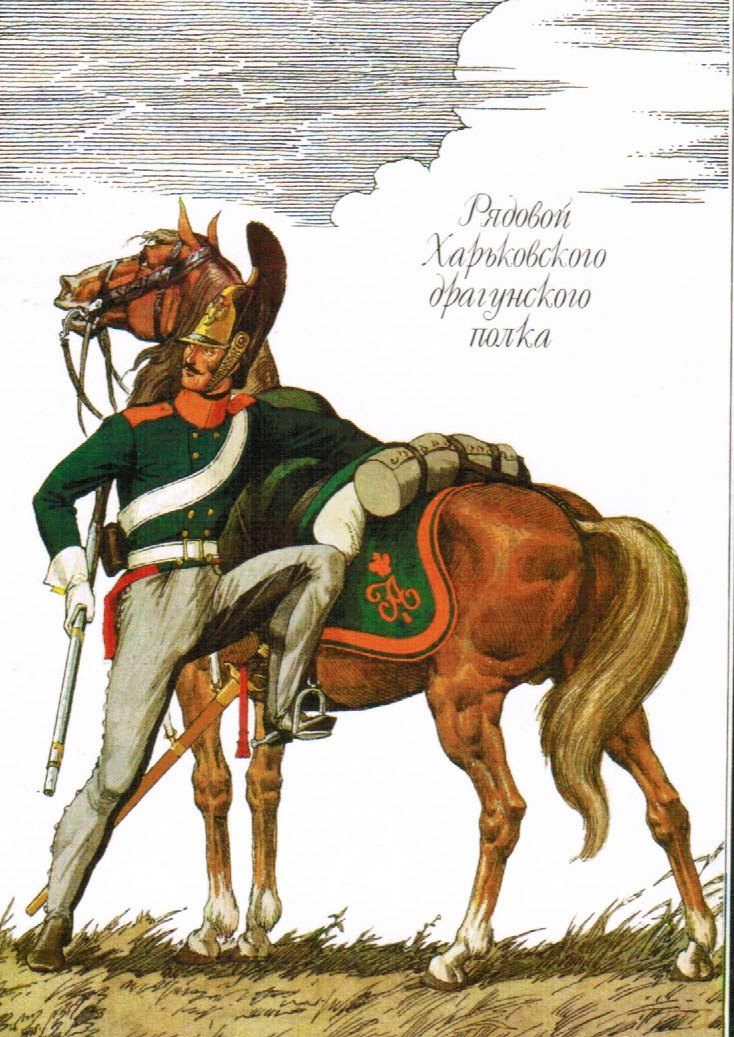 Рядовой
Харьковского
драгунского
полка
А